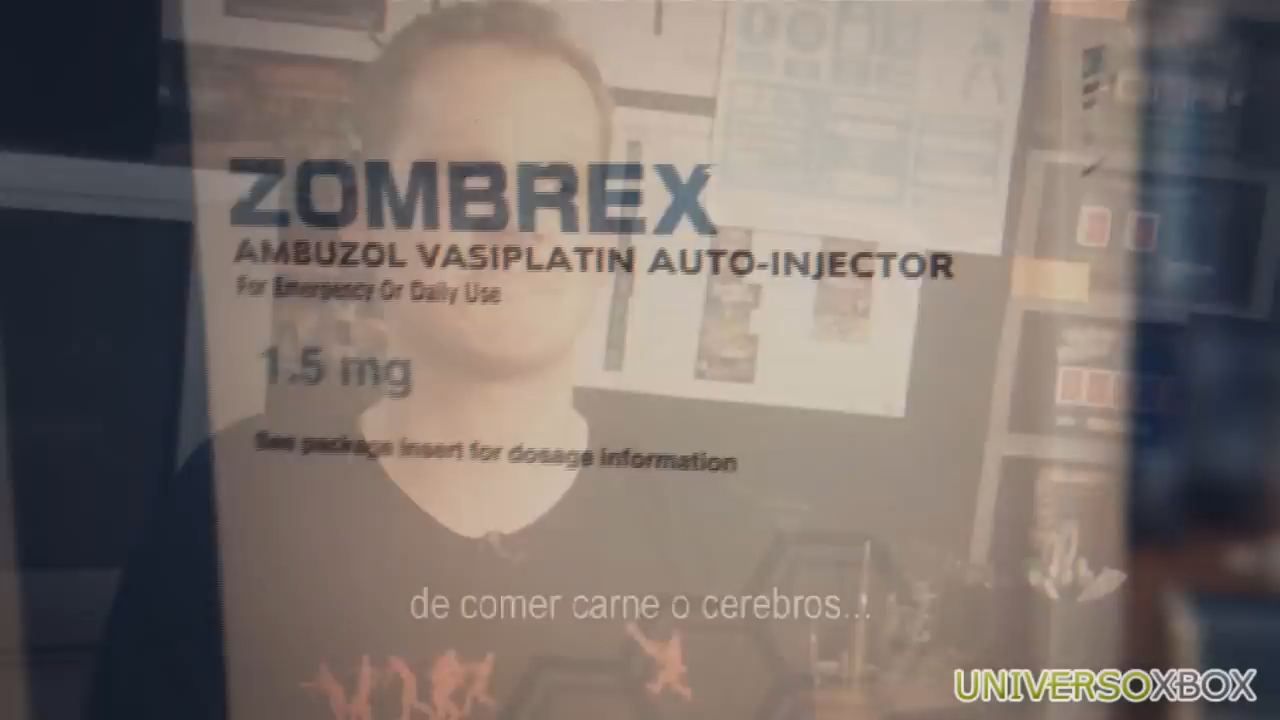 ZOMBREX
AMBUZOL VASIPLATIN AUTO-INJECTOR
For Emergency Or Daily Use
1.5 mg
See package insert for dosage information
de comer carne o cerebros...
UNIVERSOXBOX